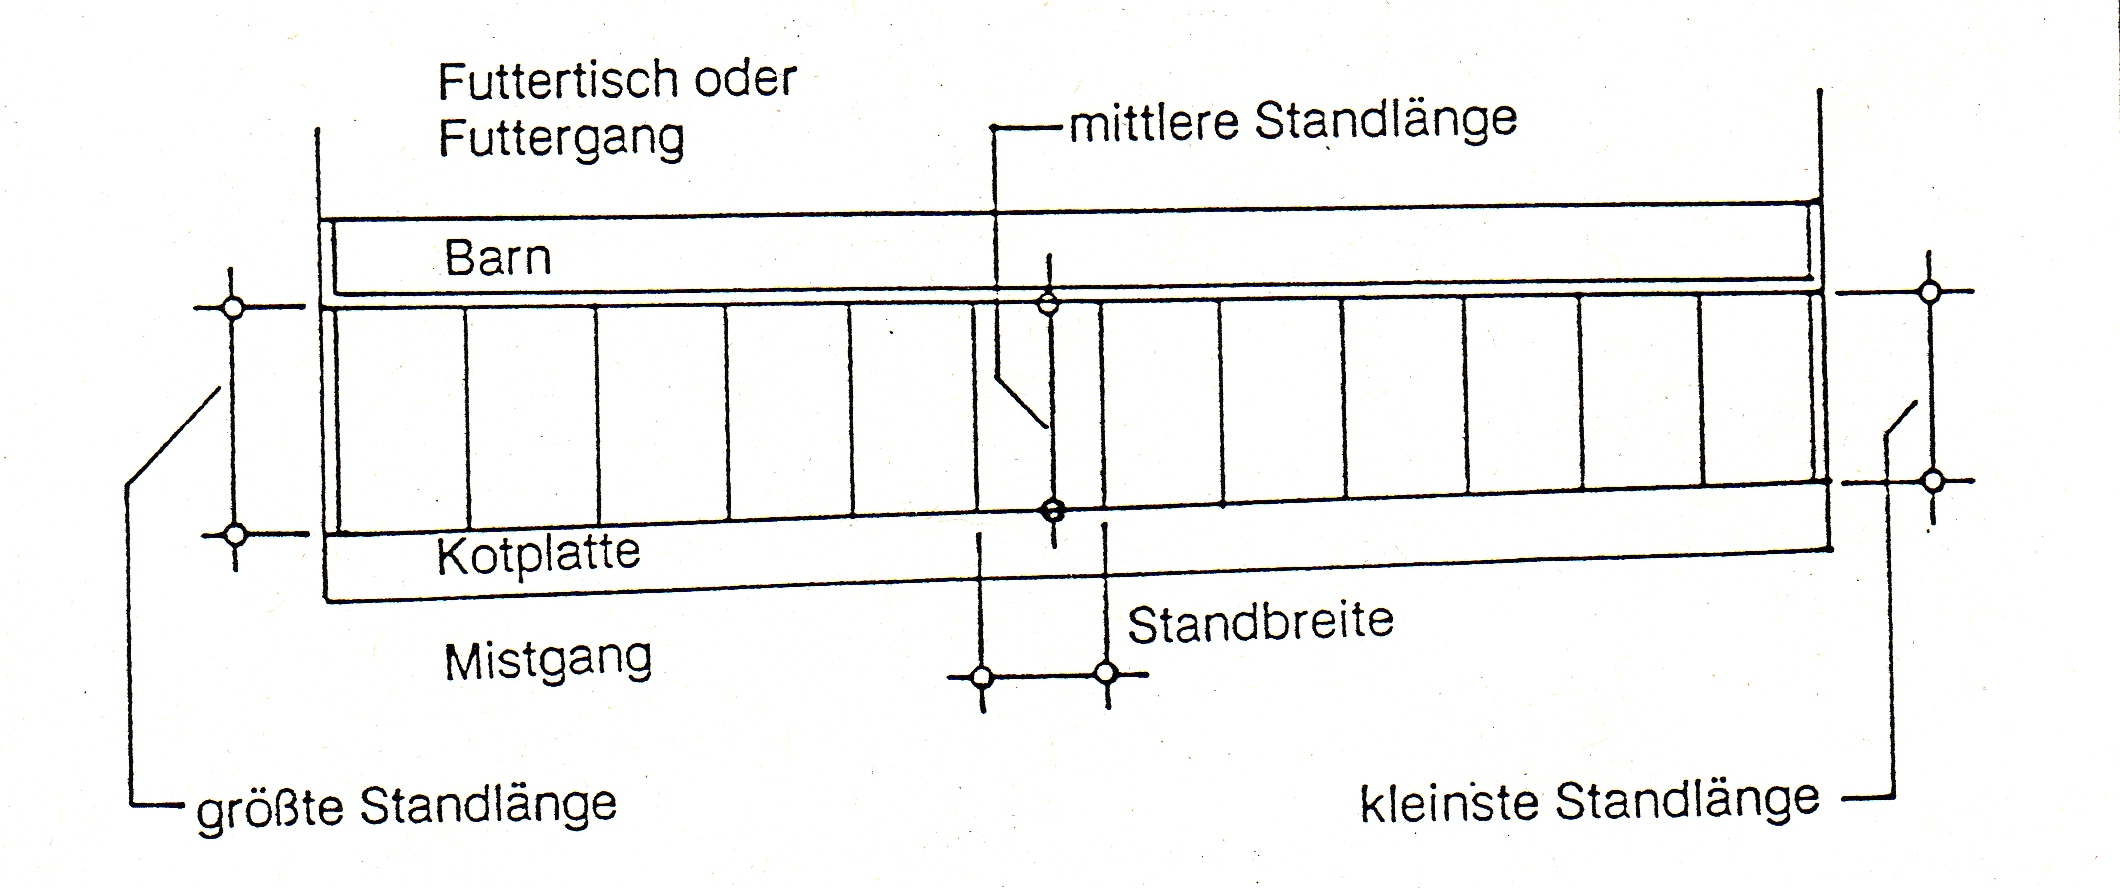 Futtertisch oder
Futtergang
mittlere Standlänge
Barn
Kotplatte
Standbreite
Mistgang
größte Standlänge
kleinste Standlänge